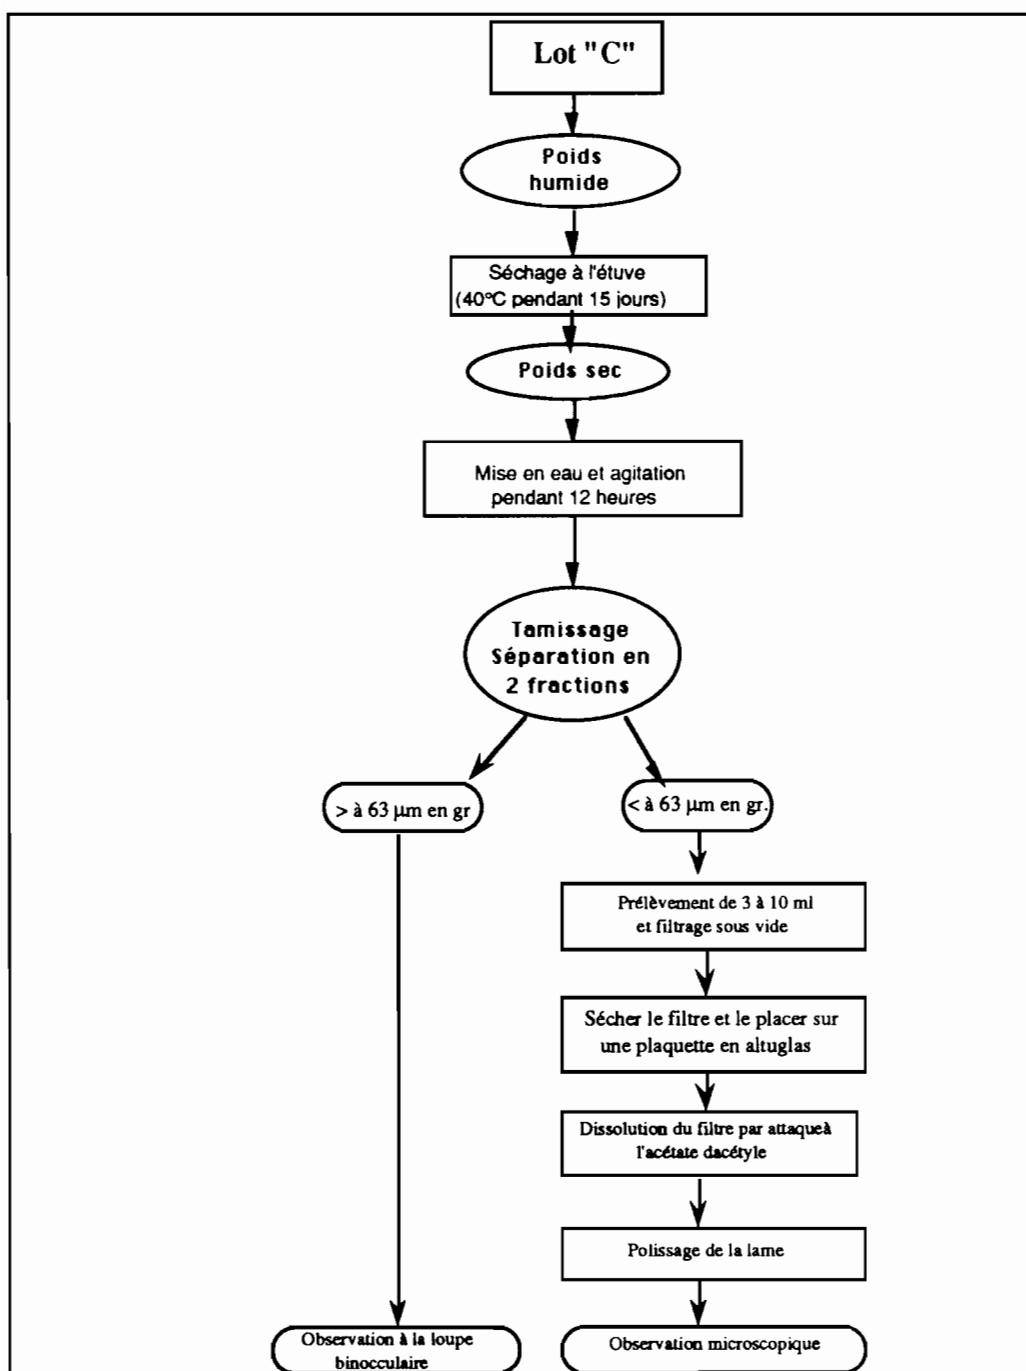 Lot "C"
Poids
humide
Séchage à l'étuve
(40°C pendant 15 jours)
Poids sec
Mise en eau et agitation
pendant 12 heures
Tamissage
Séparation en
2 fractions
> à 63 µm en gr
< à 63 µm en gr.
Prélèvement de 3 à 10 ml
et filtrage sous vide
Sécher le filtre et le placer sur
une plaquette en altuglas
Dissolution du filtre par attaqueà
l'acétate dacétyle
Polissage de la lame
Observation à la loupe
binocculaire
Observation microscopique